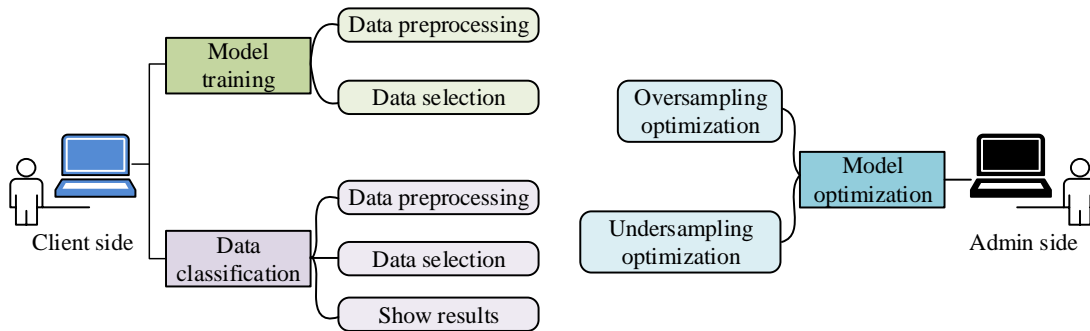 Data preprocessing
Model
training
Data selection
Client side
Data preprocessing
Data
classification
Data selection
Show results
Oversampling
optimization
Model
optimization
Undersampling
optimization
Admin side